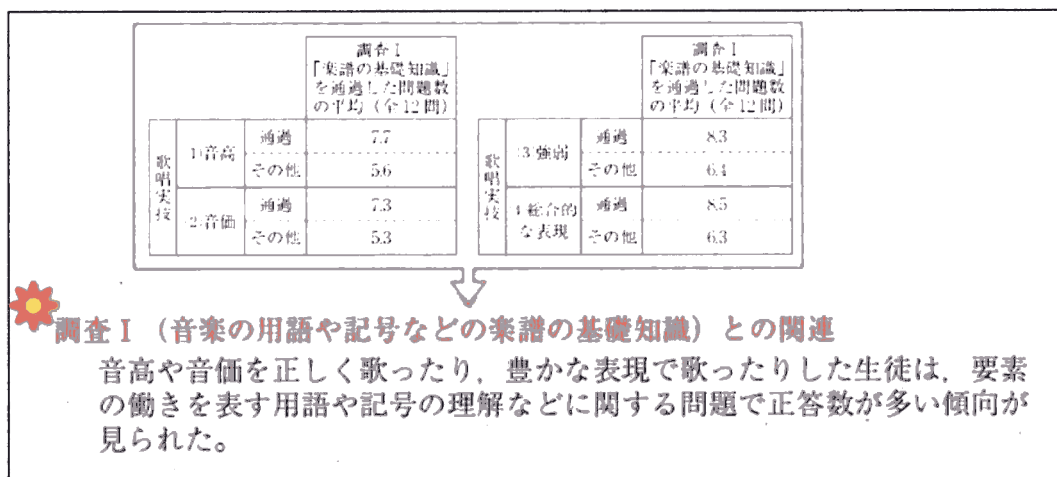 調査Ⅰ
「楽譜の基礎知識」
を通過した問題数
の平均(全12問)
歌唱実技
1:音高
通過
7.7
その他
5.6
2:音価
通過
7.3
その他
5.3
調査Ⅰ
「楽譜の基礎知識」
を通過した問題数
の平均(全12問)
歌唱実技
3:強弱
通過
8.3
その他
6.4
4:総合的
な表現
通過
8.5
その他
6.3
調査Ⅰ(音楽の用語や記号などの楽譜の基礎知識)との関連
音高や音価を正しく歌ったり,豊かな表現で歌ったりした生徒は,要素
の働きを表す用語や記号の理解などに関する問題で正答数が多い傾向が
見られた。